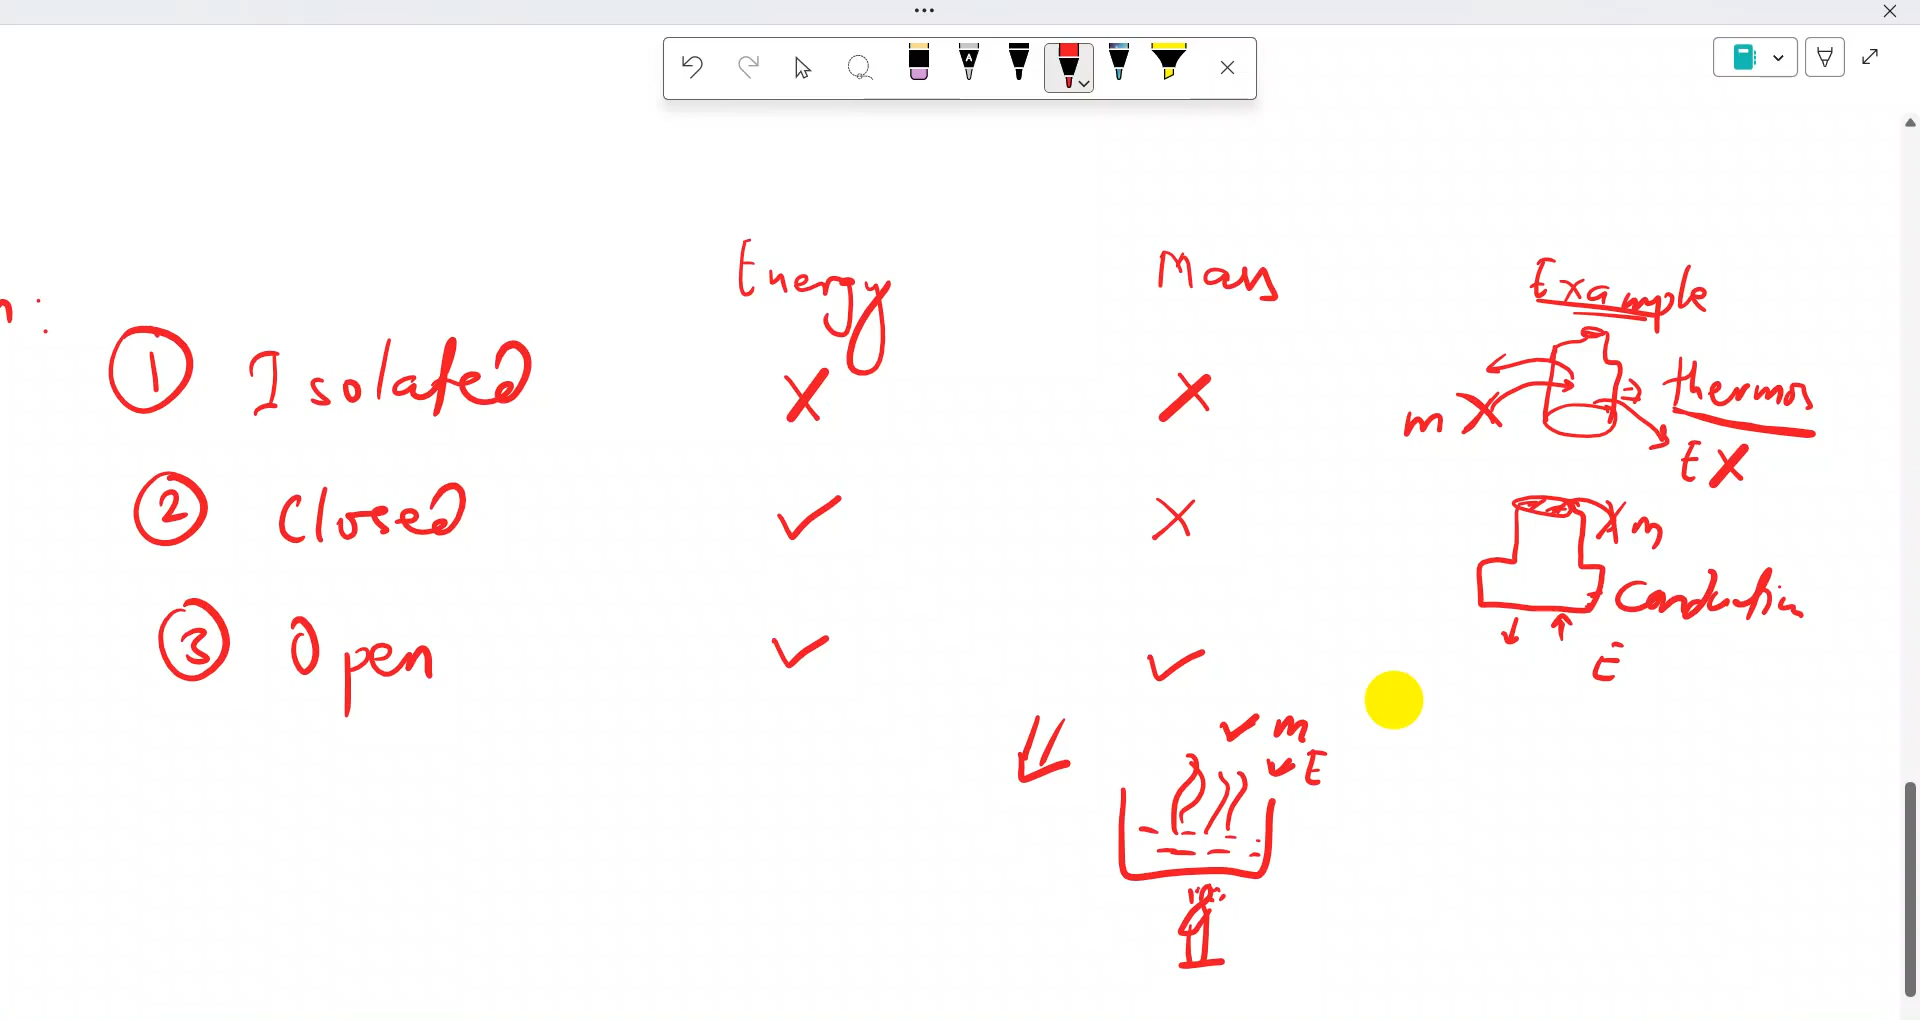 Energy Mass Example
n :
1 Isolated X X thermos
m X
E X
2 Closed ✓ X X m
Conduction
3 Open ✓ ✓ E
✓ m
✓ E